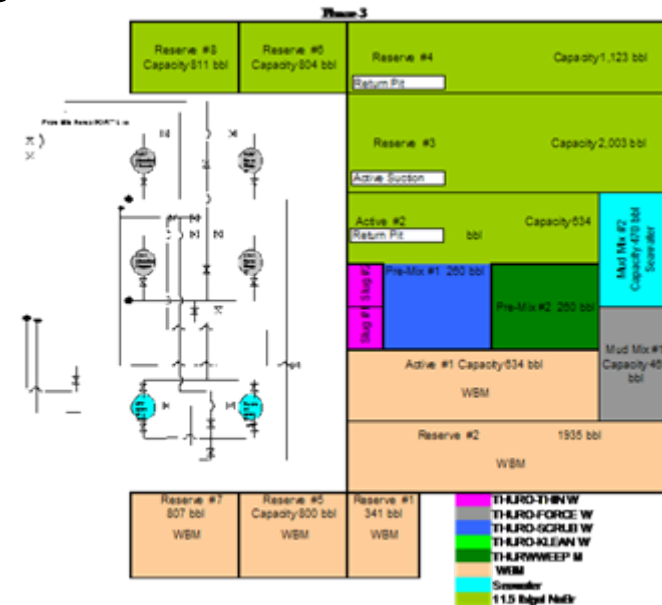 Phase 3
Reserve #8
Capacity 811 bbl
Reserve #6
Capacity 804 bbl
Reserve #4
Capacity 1,123 bbl
Return Pit
Reserve #3
Capacity 2,003 bbl
Active Suction
Active #2
Capacity 634
Return Pit
bbl
Mud Mix #2
Capacity 470 bbl
Seawater
Slug #2
Slug #1
Pre-Mix #1 260 bbl
Pre-Mix #2 260 bbl
Mud Mix #1
Capacity
bbl
Active #1 Capacity 634 bbl
WBM
Reserve #2
1935 bbl
WBM
Reserve #7
807 bbl
WBM
Reserve #5
Capacity 800 bbl
WBM
Reserve #1
341 bbl
WBM
THURO-THIN W
THURO-FORCE W
THURO-SCRUB W
THURO-KLEAN W
WBM
Seawater
11.5 lb/gal NaBr